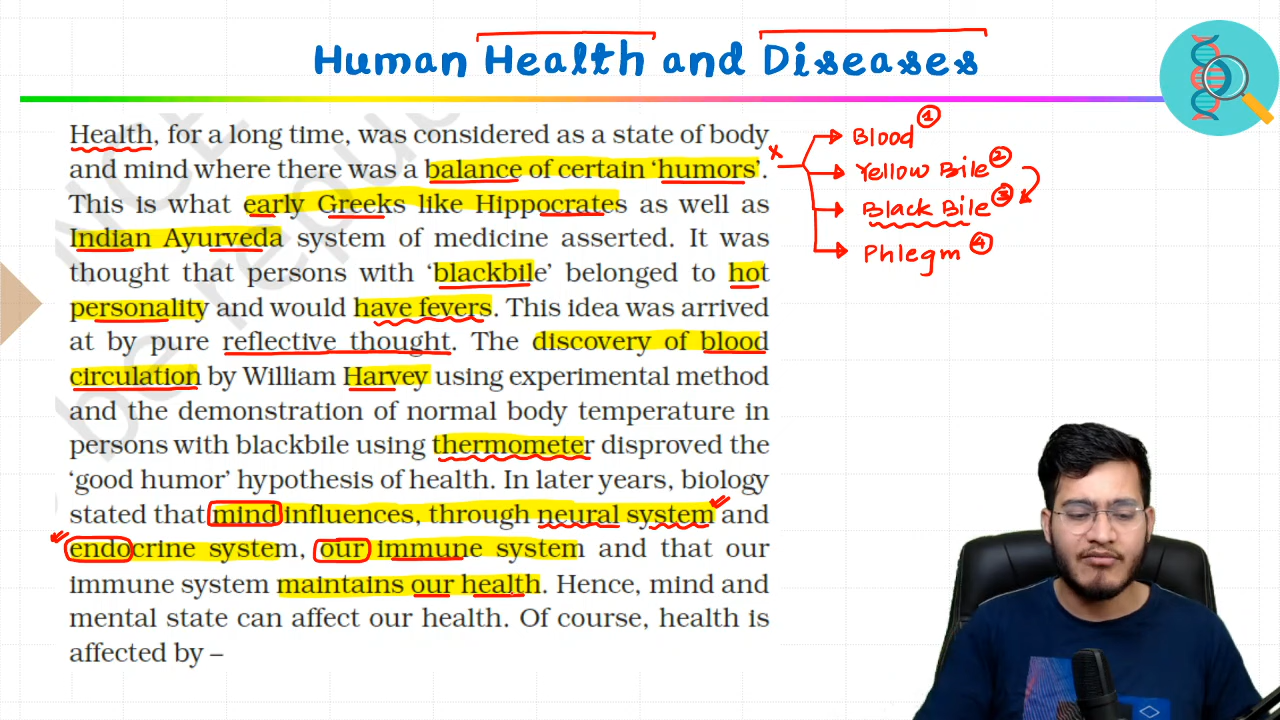 Human Health and Diseases
Health, for a long time, was considered as a state of body
and mind where there was a balance of certain ‘humors’.
This is what early Greeks like Hippocrates as well as
Indian Ayurveda system of medicine asserted. It was
thought that persons with ‘blackbile’ belonged to hot
personality and would have fevers. This idea was arrived
at by pure reflective thought. The discovery of blood
circulation by William Harvey using experimental method
and the demonstration of normal body temperature in
persons with blackbile using thermometer disproved the
‘good humor’ hypothesis of health. In later years, biology
stated that mind influences, through neural system and
endocrine system, our immune system and that our
immune system maintains our health. Hence, mind and
mental state can affect our health. Of course, health is
affected by –
Blood 1
Yellow Bile 2
Black Bile 3
Phlegm 4
be repu